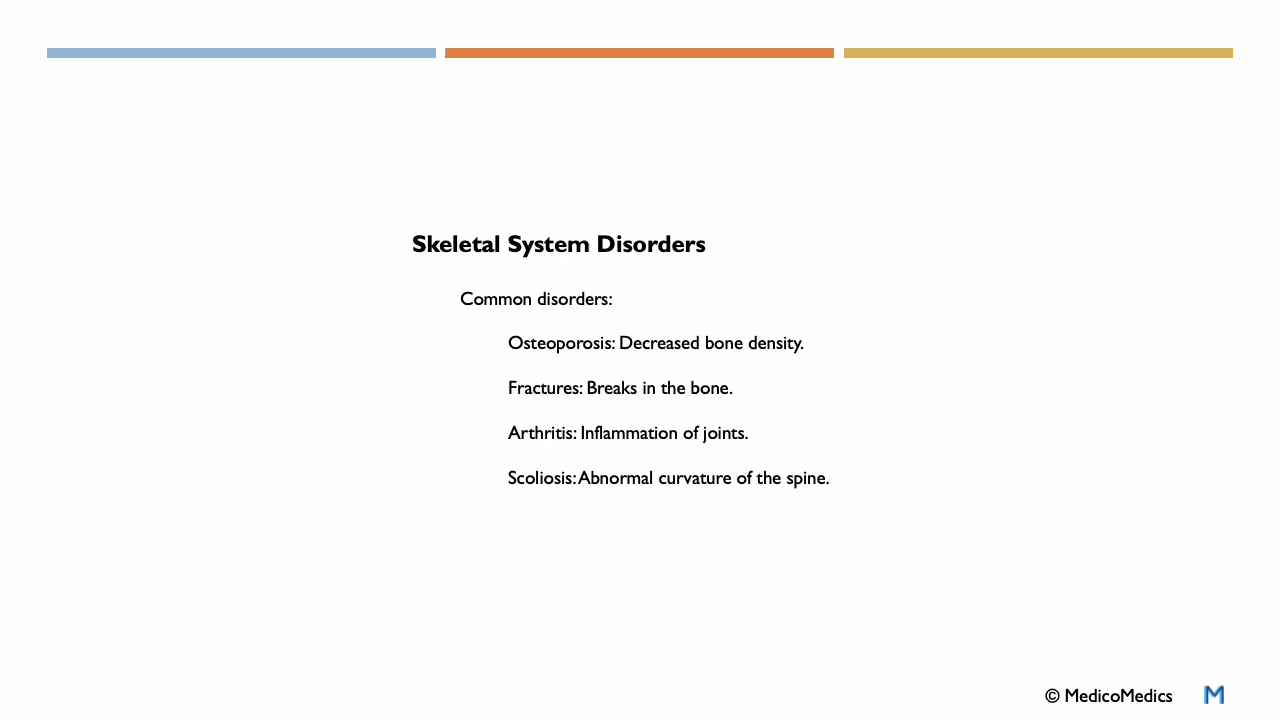 Skeletal System Disorders
Common disorders:
Osteoporosis: Decreased bone density.
Fractures: Breaks in the bone.
Arthritis: Inflammation of joints.
Scoliosis: Abnormal curvature of the spine.
© MedicoMedics M